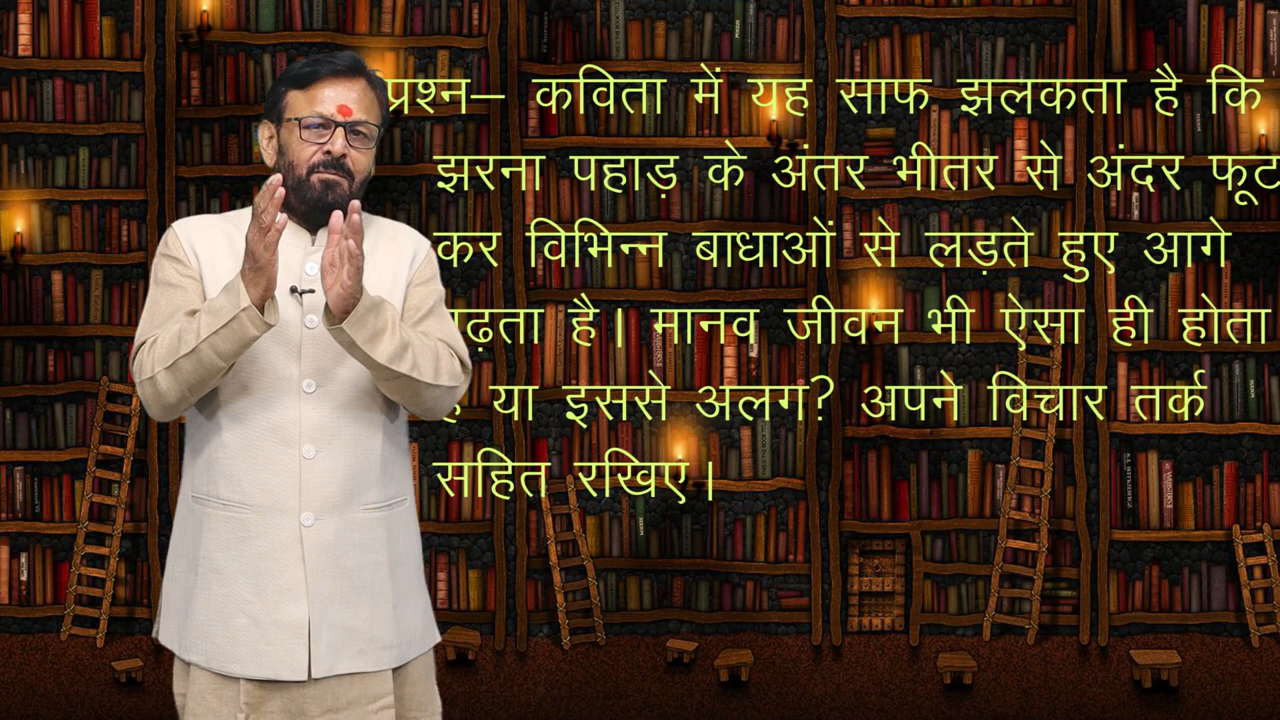 प्रश्न– कविता में यह साफ झलकता है कि
झरना पहाड़ के अंतर भीतर से अंदर फूट
कर विभिन्न बाधाओं से लड़ते हुए आगे
है। मानव जीवन भी ऐसा ही होता
या इससे अलग? अपने विचार तर्क
सहित रखिए।